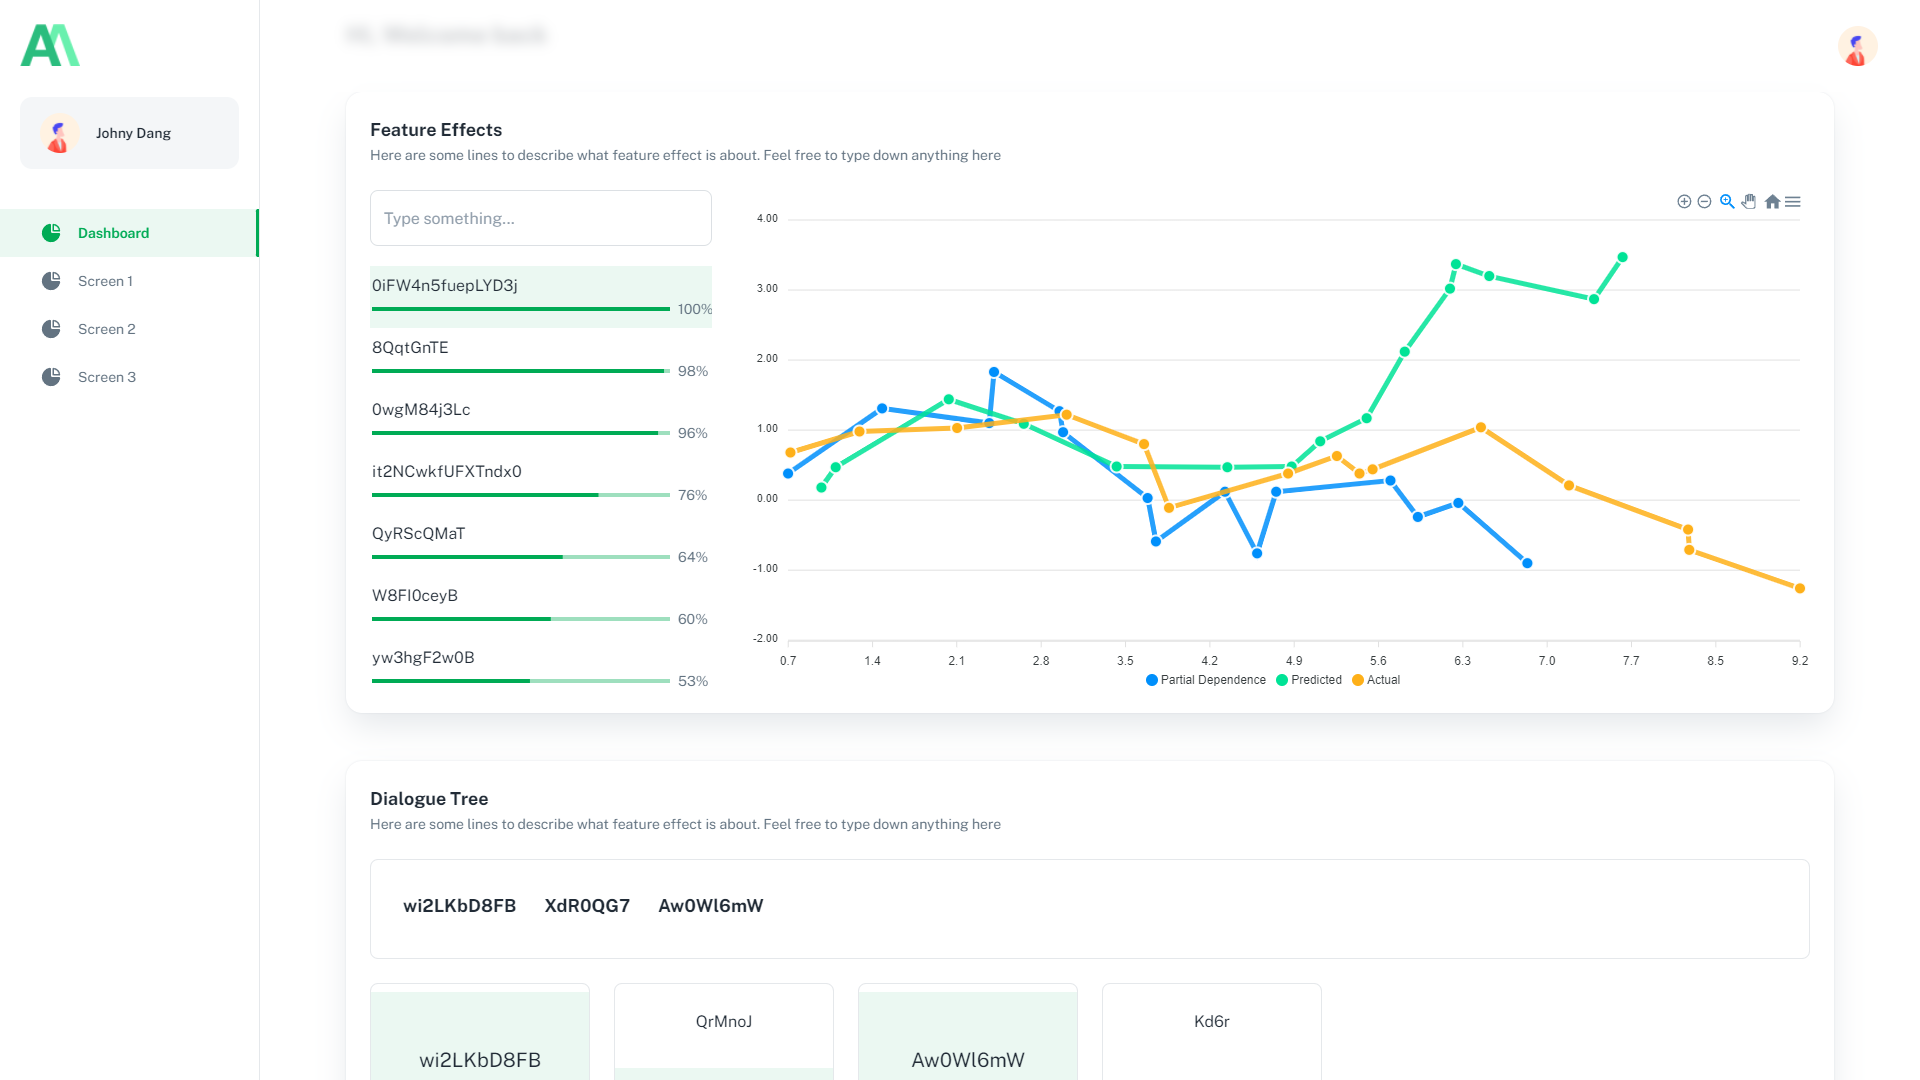 Hi, Welcome back
Johny Dang
Dashboard
Screen 1
Screen 2
Screen 3
Feature Effects
Here are some lines to describe what feature effect is about. Feel free to type down anything here
Type something...
0iFW4n5fuepLYD3j
100%
8QqtGnTE
98%
0wgM84j3Lc
96%
it2NCwkfUFXTndx0
76%
QyRScQMaT
64%
W8FI0ceyB
60%
yw3hgF2w0B
53%
4.00
3.00
2.00
1.00
0.00
-1.00
-2.00
0.7 1.4 2.1 2.8 3.5 4.2 4.9 5.6 6.3 7.0 7.7 8.5 9.2
Partial Dependence Predicted Actual
Dialogue Tree
Here are some lines to describe what feature effect is about. Feel free to type down anything here
wi2LKbD8FB XdR0QG7 Aw0Wl6mW
QrMnoJ Kd6r
wi2LKbD8FB Aw0Wl6mW